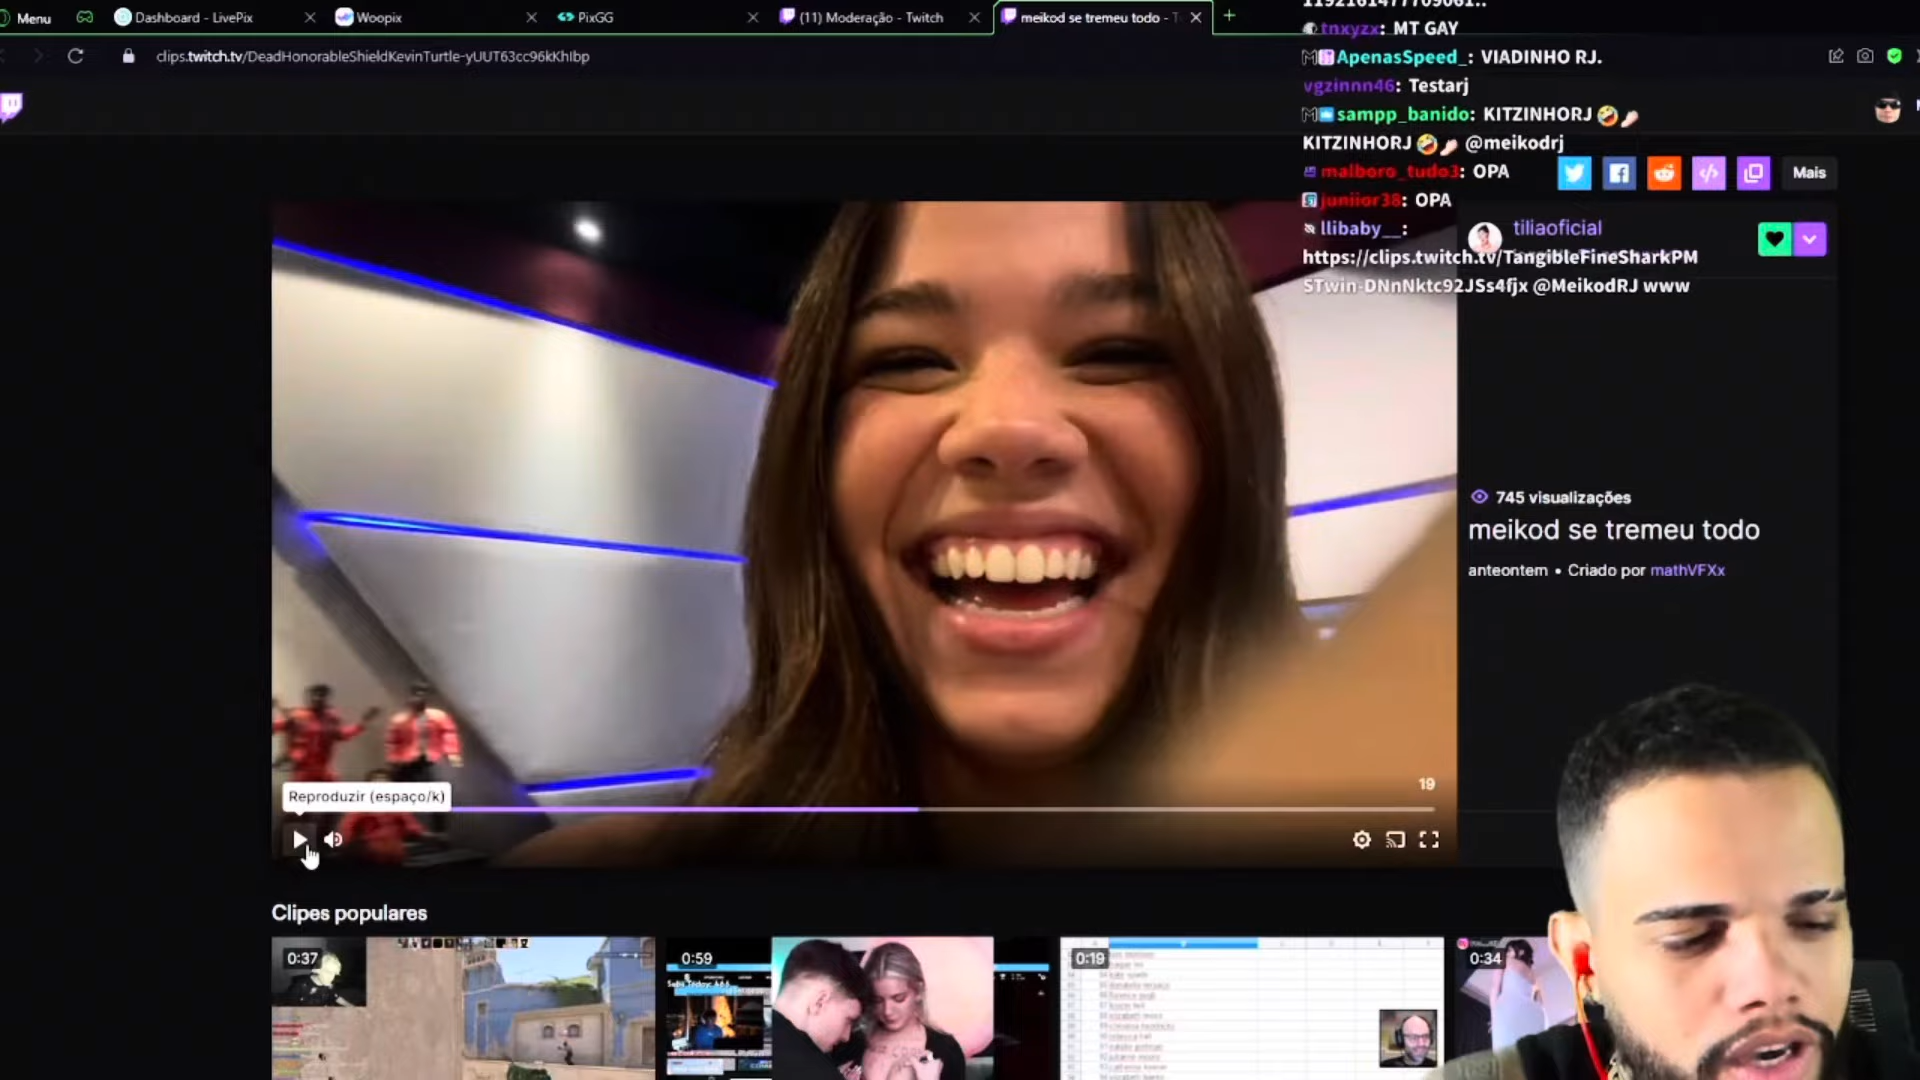 Menu
Dashboard - LivePix
Woopix
PixGG
(11) Moderação - Twitch
meikod se tremeu todo - T
clips.twitch.tv/DeadHonorableShieldKevinTurtle-yUUT63cc96kKhIbp
tnxyzx: MT GAY
ApenasSpeed_: VIADINHO RJ.
vgzinnn46: Testarj
sampp_banido: KITZINHORJ
KITZINHORJ @meikodrj
malboro_tudo3: OPA
juniior38: OPA
llibaby__:
https://clips.twitch.tv/TangibleFineSharkPM
STwin-DNnNktc92JSs4fjx @MeikodRJ www
Mais
tiliaoficial
745 visualizações
meikod se tremeu todo
anteontem • Criado por mathVFXx
19
Reproduzir (espaço/k)
Clipes populares
0:37
0:59
0:19
0:34